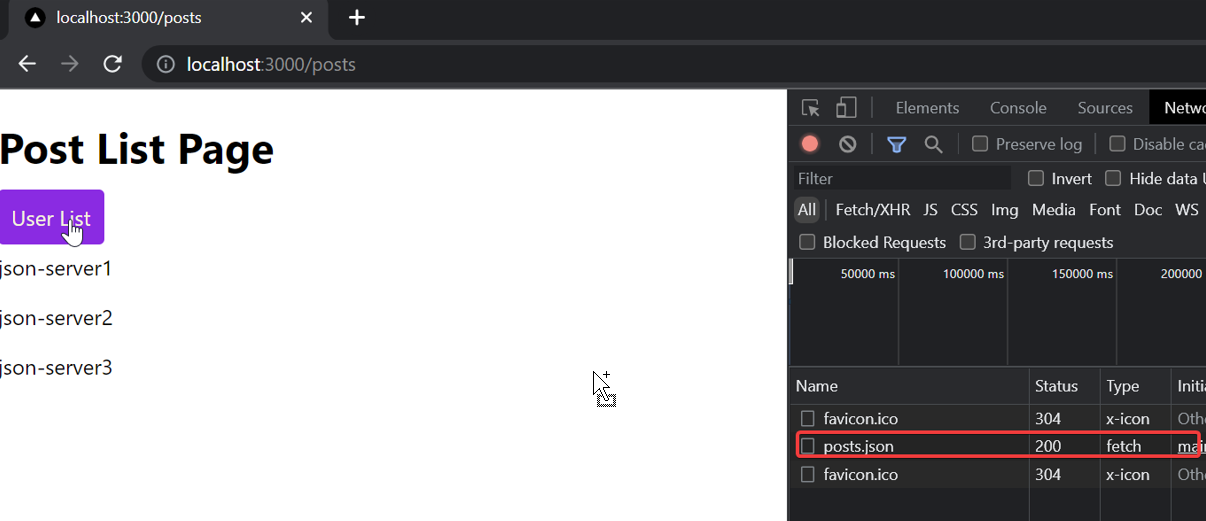 localhost:3000/posts
localhost:3000/posts
Post List Page
User List
json-server1
json-server2
json-server3
Elements Console Sources Netwo
Preserve log Disable ca
Filter Invert Hide data U
All Fetch/XHR JS CSS Img Media Font Doc WS
Blocked Requests 3rd-party requests
50000 ms 100000 ms 150000 ms 200000
Name Status Type Initia
favicon.ico 304 x-icon Othe
posts.json 200 fetch main
favicon.ico 304 x-icon Othe